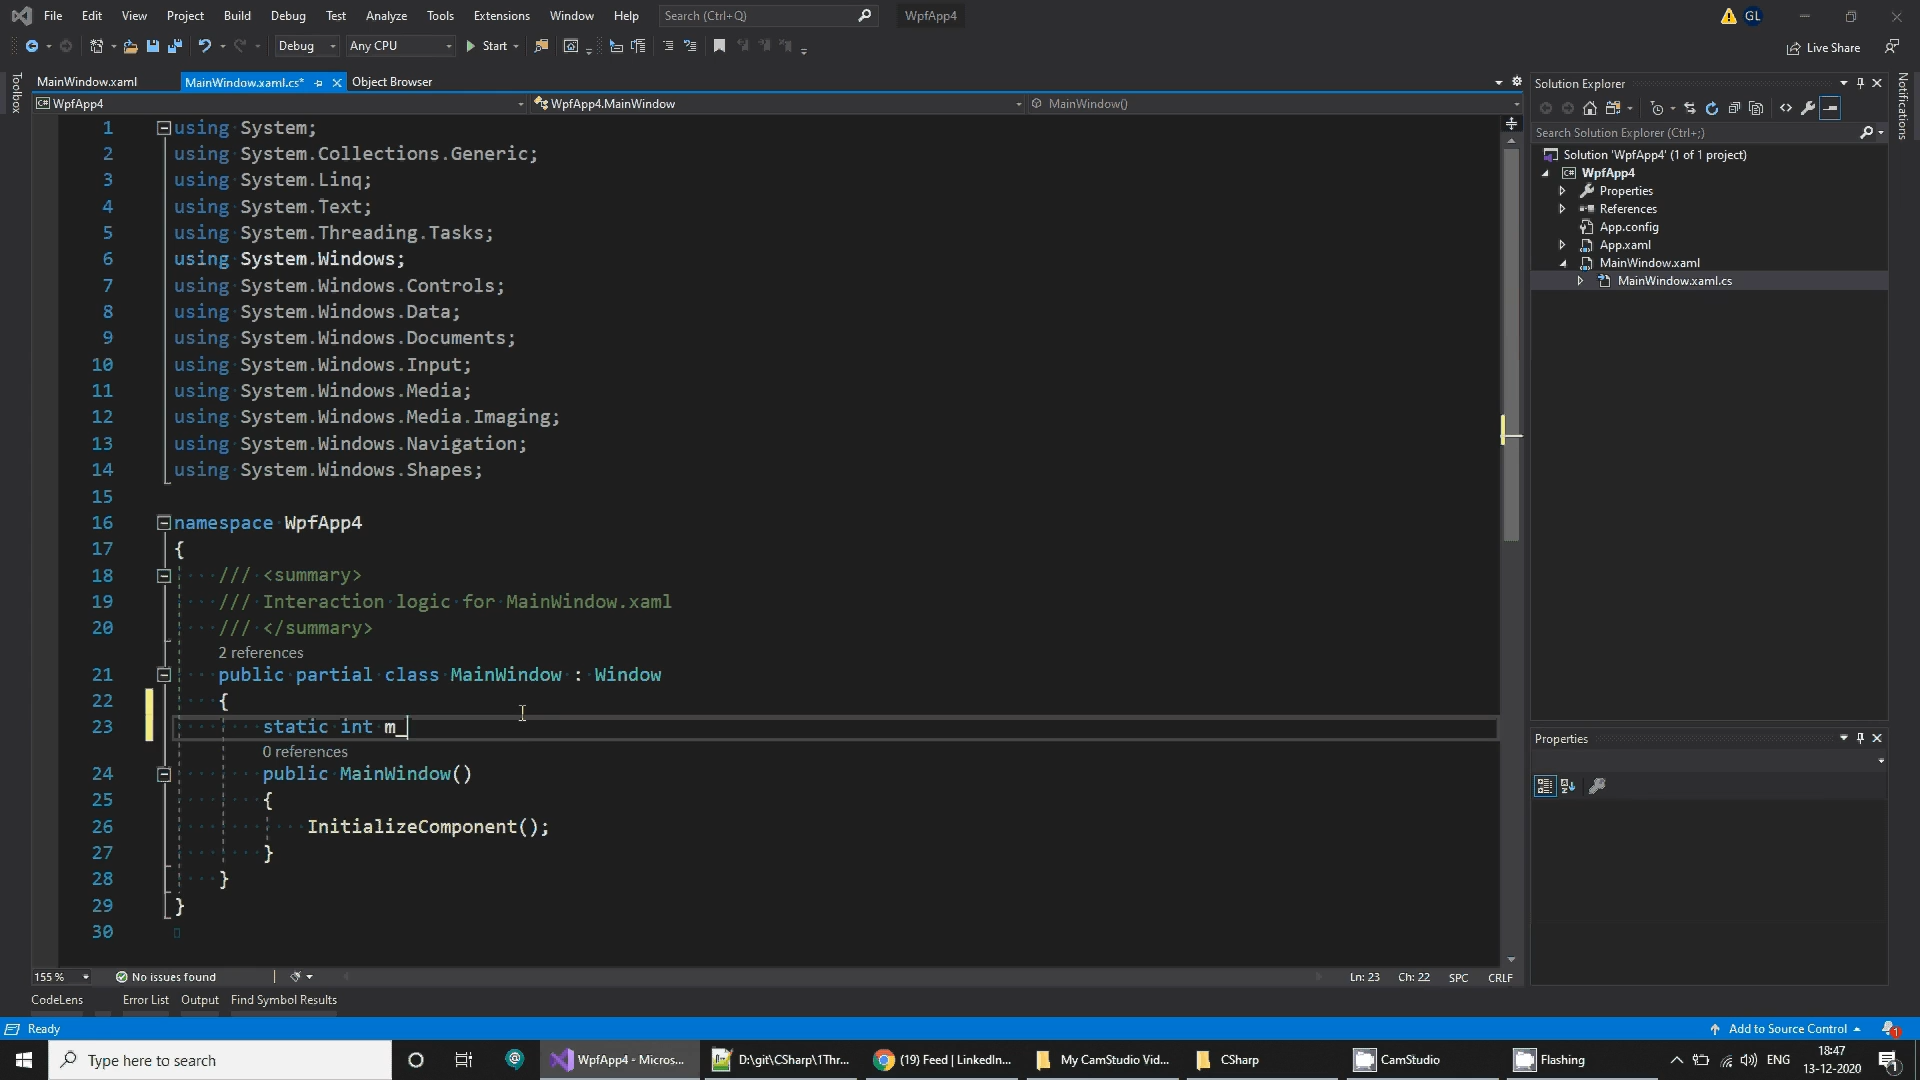 File Edit View Project Build Debug Test Analyze Tools Extensions Window Help Search (Ctrl+Q) WpfApp4 GL
Debug Any CPU Start Live Share
Toolbox
MainWindow.xaml MainWindow.xaml.cs* Object Browser
WpfApp4 WpfApp4.MainWindow MainWindow()
1 using System;
2 using System.Collections.Generic;
3 using System.Linq;
4 using System.Text;
5 using System.Threading.Tasks;
6 using System.Windows;
7 using System.Windows.Controls;
8 using System.Windows.Data;
9 using System.Windows.Documents;
10 using System.Windows.Input;
11 using System.Windows.Media;
12 using System.Windows.Media.Imaging;
13 using System.Windows.Navigation;
14 using System.Windows.Shapes;
15
16 namespace WpfApp4
17 {
18 /// <summary>
19 /// Interaction logic for MainWindow.xaml
20 /// </summary>
2 references
21 public partial class MainWindow : Window
22 {
23 static int m_
0 references
24 public MainWindow()
25 {
26 InitializeComponent();
27 }
28 }
29 }
30
155 % No issues found Ln: 23 Ch: 22 SPC CRLF
CodeLens Error List Output Find Symbol Results
Solution Explorer
Search Solution Explorer (Ctrl+;)
Solution 'WpfApp4' (1 of 1 project)
WpfApp4
Properties
References
App.config
App.xaml
MainWindow.xaml
MainWindow.xaml.cs
Properties
Notifications
Ready Add to Source Control 1
Type here to search WpfApp4 - Micros... D:\git\CSharp\1Thr... (19) Feed | LinkedIn... My CamStudio Vid... CSharp CamStudio Flashing ENG 18:47
13-12-2020 1